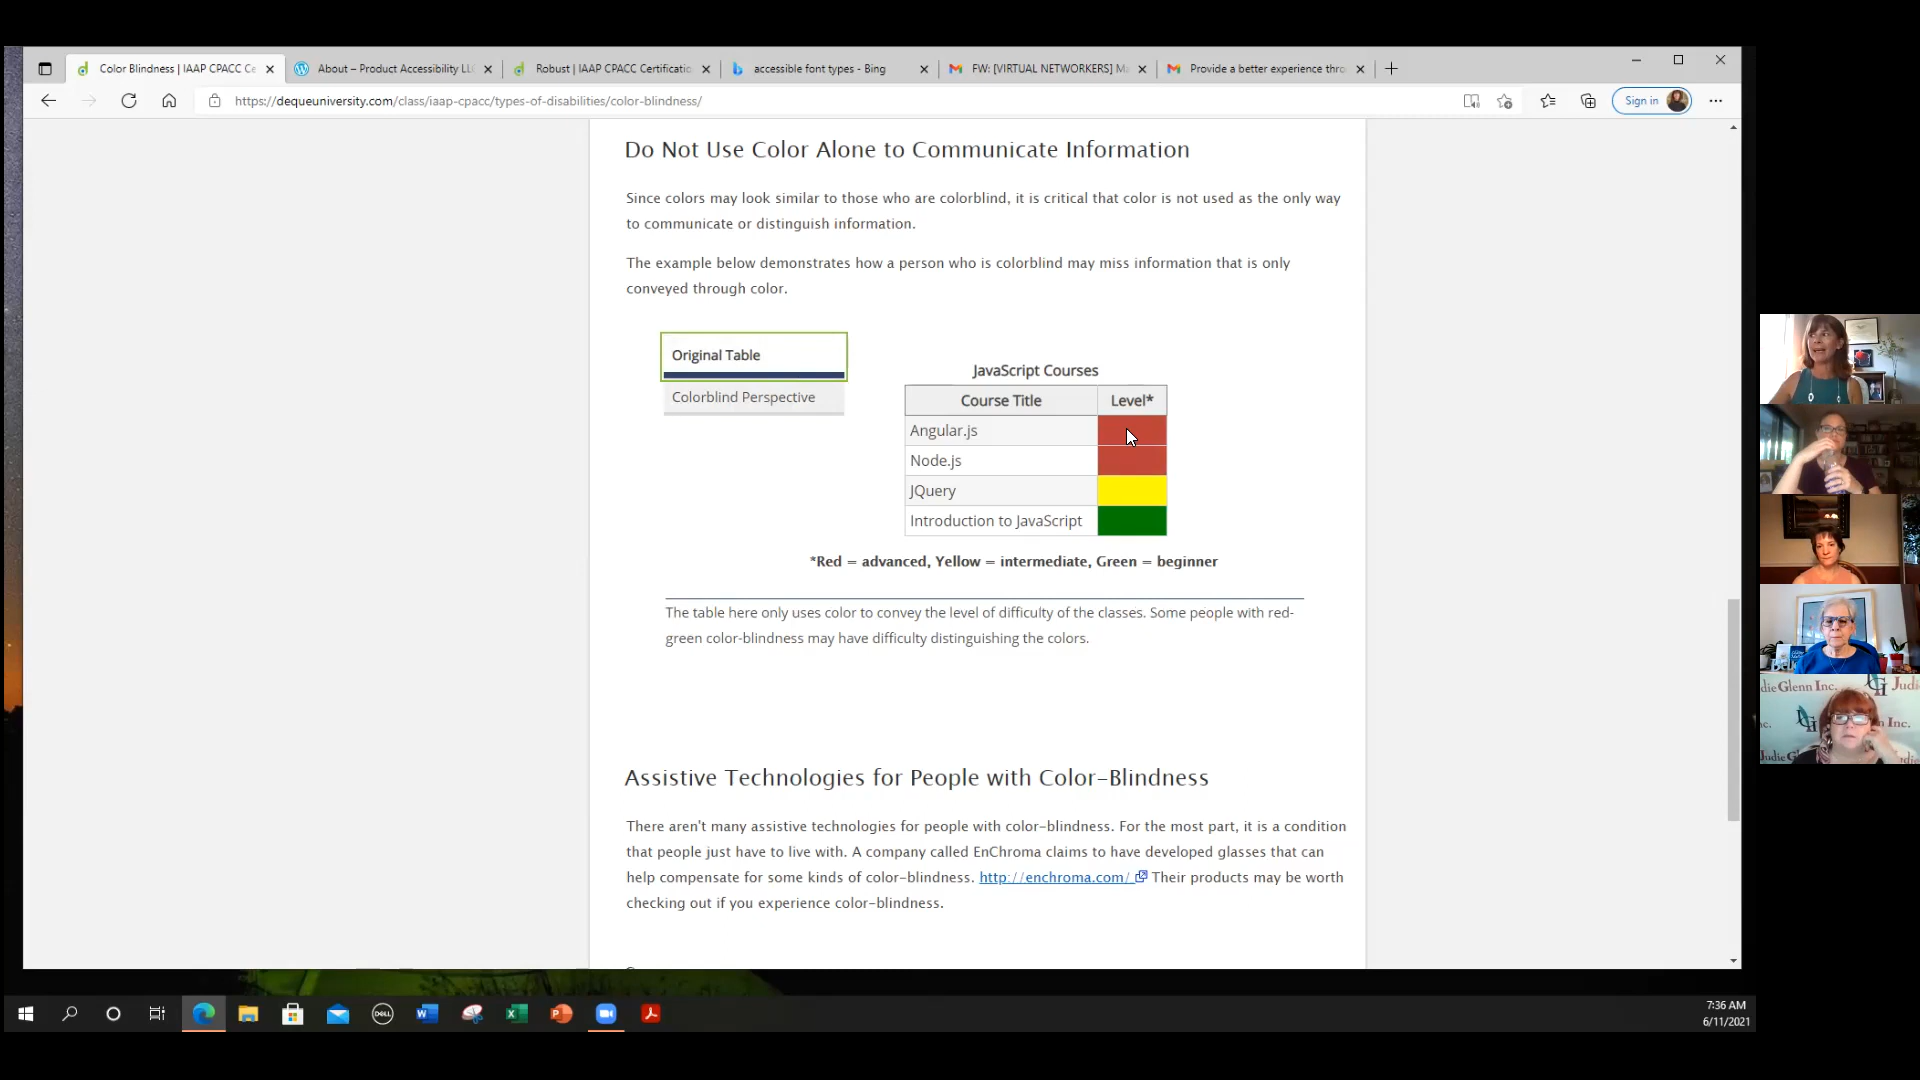 Color Blindness | IAAP CPACC Ce
About – Product Accessibility LL
Robust | IAAP CPACC Certificatio
accessible font types - Bing
FW: [VIRTUAL NETWORKERS] M
Provide a better experience thro
https://dequeuniversity.com/class/iaap-cpacc/types-of-disabilities/color-blindness/
Sign in
Do Not Use Color Alone to Communicate Information
Since colors may look similar to those who are colorblind, it is critical that color is not used as the only way
to communicate or distinguish information.
The example below demonstrates how a person who is colorblind may miss information that is only
conveyed through color.
Original Table
Colorblind Perspective
JavaScript Courses
Course Title Level*
Angular.js
Node.js
JQuery
Introduction to JavaScript
*Red = advanced, Yellow = intermediate, Green = beginner
The table here only uses color to convey the level of difficulty of the classes. Some people with red-
green color-blindness may have difficulty distinguishing the colors.
Assistive Technologies for People with Color-Blindness
There aren't many assistive technologies for people with color-blindness. For the most part, it is a condition
that people just have to live with. A company called EnChroma claims to have developed glasses that can
help compensate for some kinds of color-blindness. http://enchroma.com/ Their products may be worth
checking out if you experience color-blindness.
die Glenn Inc.
Judi
JG
c.
n Inc.
Judie
DELL
7:36 AM
6/11/2021